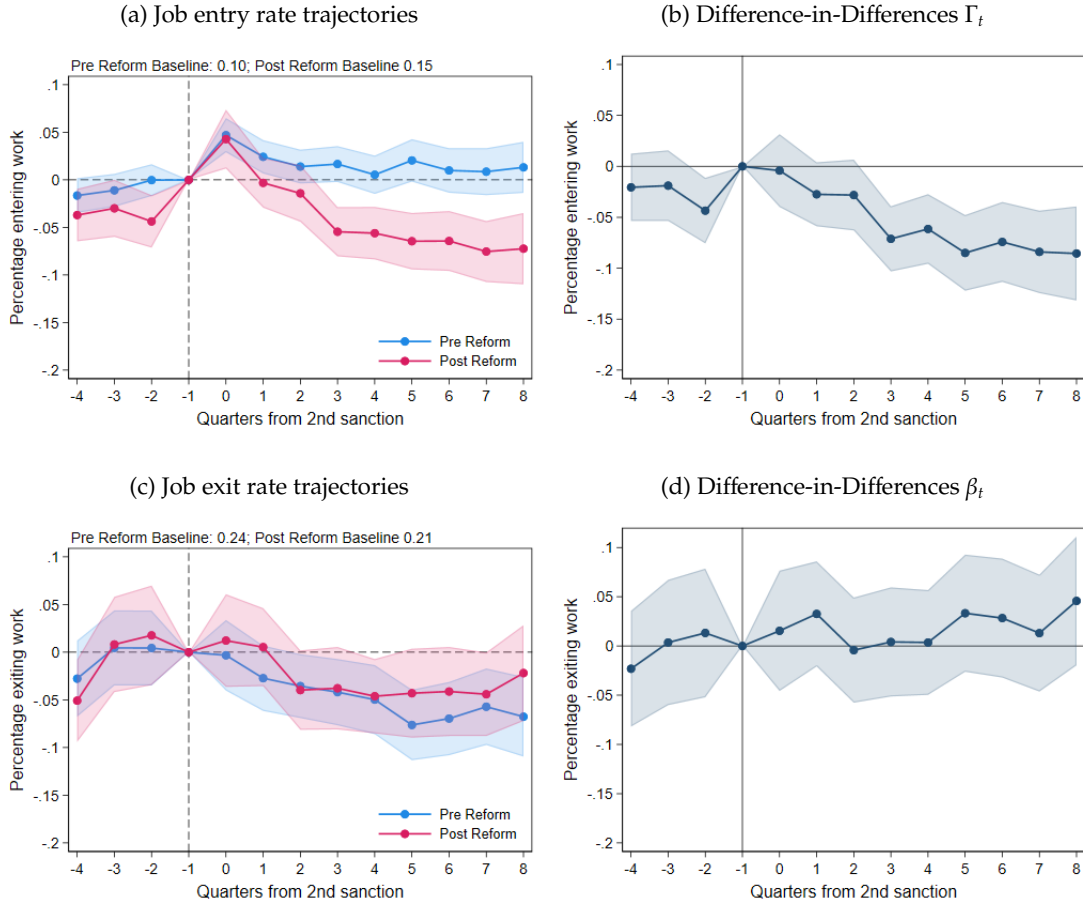 (a) Job entry rate trajectories
Pre Reform Baseline: 0.10; Post Reform Baseline 0.15
Percentage entering work
.1
.05
0
-.05
-.1
-.15
-.2
Pre Reform
Post Reform
-4 -3 -2 -1 0 1 2 3 4 5 6 7 8
Quarters from 2nd sanction
(b) Difference-in-Differences Γt
Percentage entering work
.1
.05
0
-.05
-.1
-.15
-.2
-4 -3 -2 -1 0 1 2 3 4 5 6 7 8
Quarters from 2nd sanction
(c) Job exit rate trajectories
Pre Reform Baseline: 0.24; Post Reform Baseline 0.21
Percentage exiting work
.1
.05
0
-.05
-.1
-.15
-.2
Pre Reform
Post Reform
-4 -3 -2 -1 0 1 2 3 4 5 6 7 8
Quarters from 2nd sanction
(d) Difference-in-Differences βt
Percentage exiting work
.1
.05
0
-.05
-.1
-.15
-.2
-4 -3 -2 -1 0 1 2 3 4 5 6 7 8
Quarters from 2nd sanction